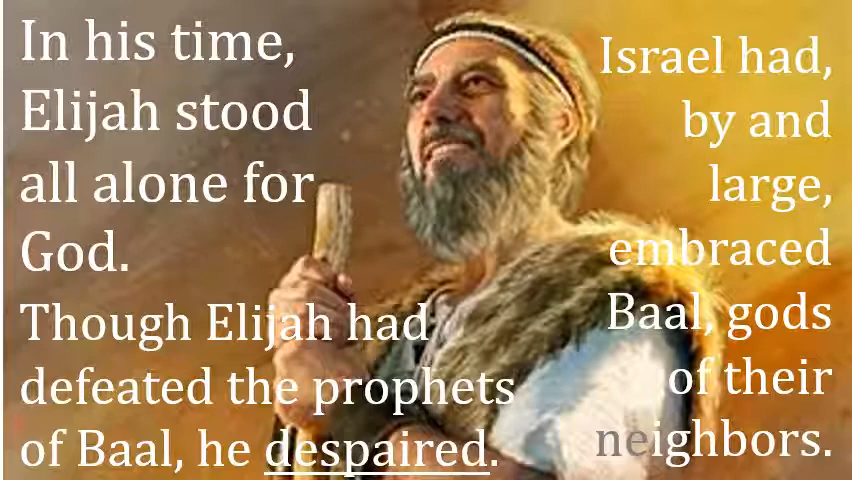 In his time,
Elijah stood
all alone for
God.
Though Elijah had
defeated the prophets
of Baal, he despaired.
Israel had,
by and
large,
embraced
Baal, gods
of their
neighbors.